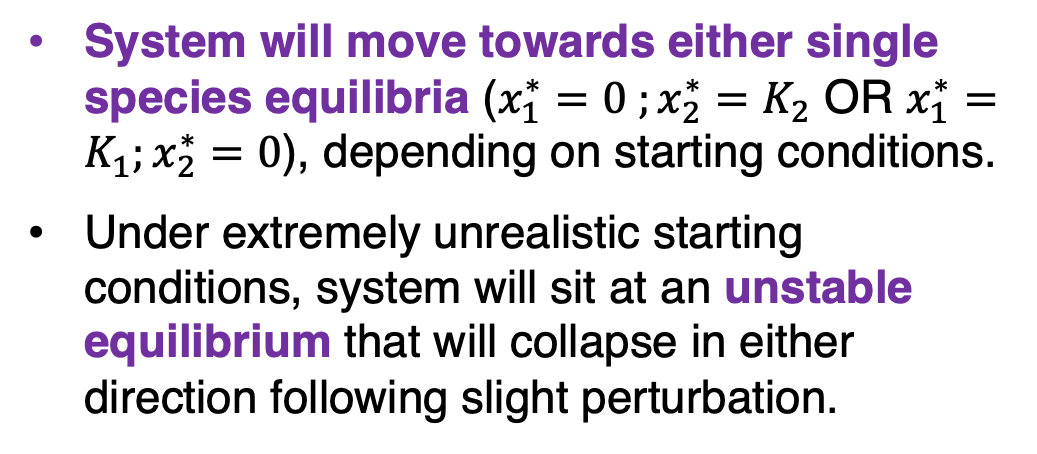 • System will move towards either single
species equilibria (x₁* = 0 ; x₂* = K₂ OR x₁* =
K₁; x₂* = 0), depending on starting conditions.
• Under extremely unrealistic starting
conditions, system will sit at an unstable
equilibrium that will collapse in either
direction following slight perturbation.